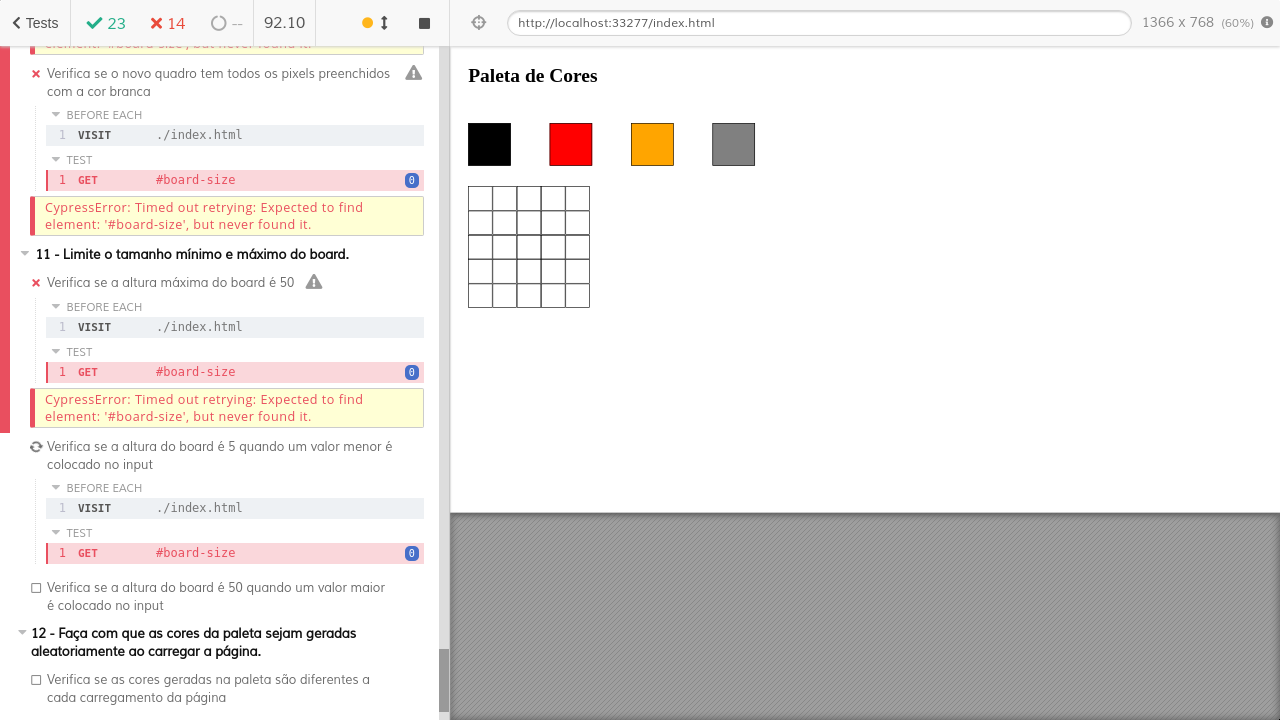 Tests 23 14 -- 92.10
http://localhost:33277/index.html 1366 x 768 (60%)
element: '#board-size', but never found it.
Verifica se o novo quadro tem todos os pixels preenchidos
com a cor branca
BEFORE EACH
1 VISIT ./index.html
TEST
1 GET #board-size 0
CypressError: Timed out retrying: Expected to find
element: '#board-size', but never found it.
11 - Limite o tamanho mínimo e máximo do board.
Verifica se a altura máxima do board é 50
BEFORE EACH
1 VISIT ./index.html
TEST
1 GET #board-size 0
CypressError: Timed out retrying: Expected to find
element: '#board-size', but never found it.
Verifica se a altura do board é 5 quando um valor menor é
colocado no input
BEFORE EACH
1 VISIT ./index.html
TEST
1 GET #board-size 0
Verifica se a altura do board é 50 quando um valor maior
é colocado no input
12 - Faça com que as cores da paleta sejam geradas
aleatoriamente ao carregar a página.
Verifica se as cores geradas na paleta são diferentes a
cada carregamento da página
Paleta de Cores